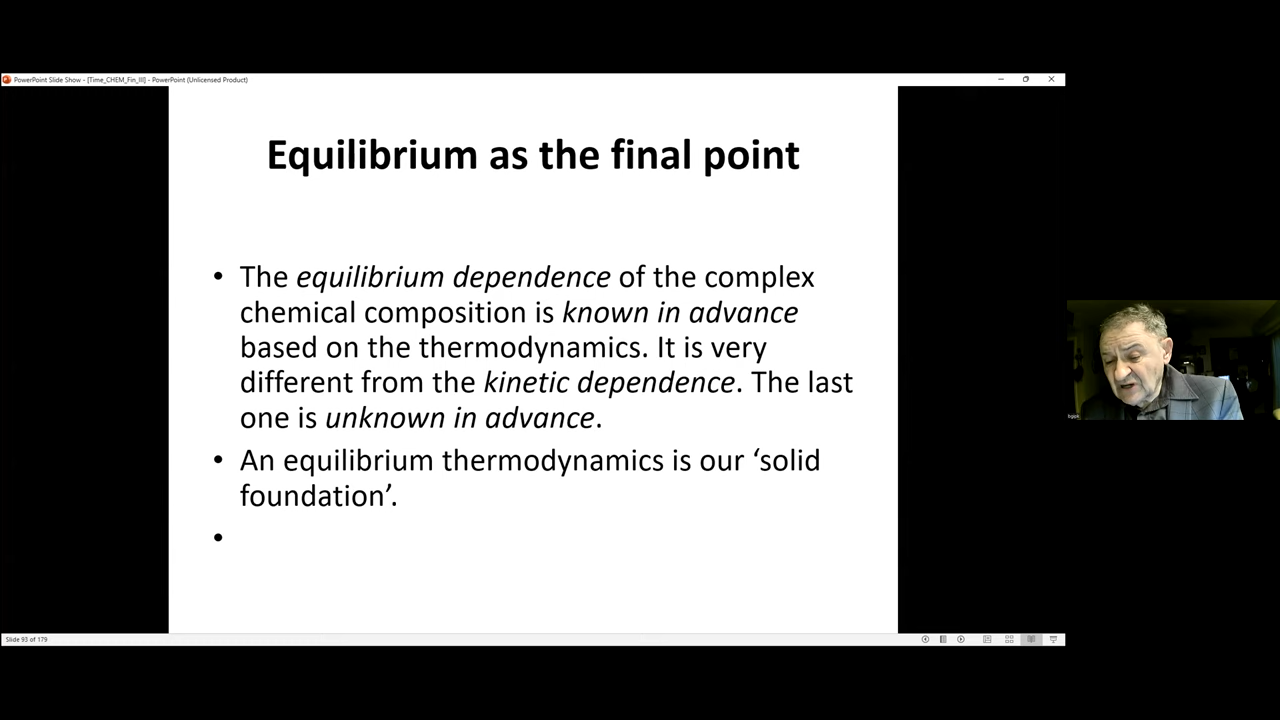 PowerPoint Slide Show - [Time_CHEM_Fin_III] - PowerPoint (Unlicensed Product)
Equilibrium as the final point
• The equilibrium dependence of the complex
chemical composition is known in advance
based on the thermodynamics. It is very
different from the kinetic dependence. The last
one is unknown in advance.
• An equilibrium thermodynamics is our ‘solid
foundation’.
•
Slide 93 of 179